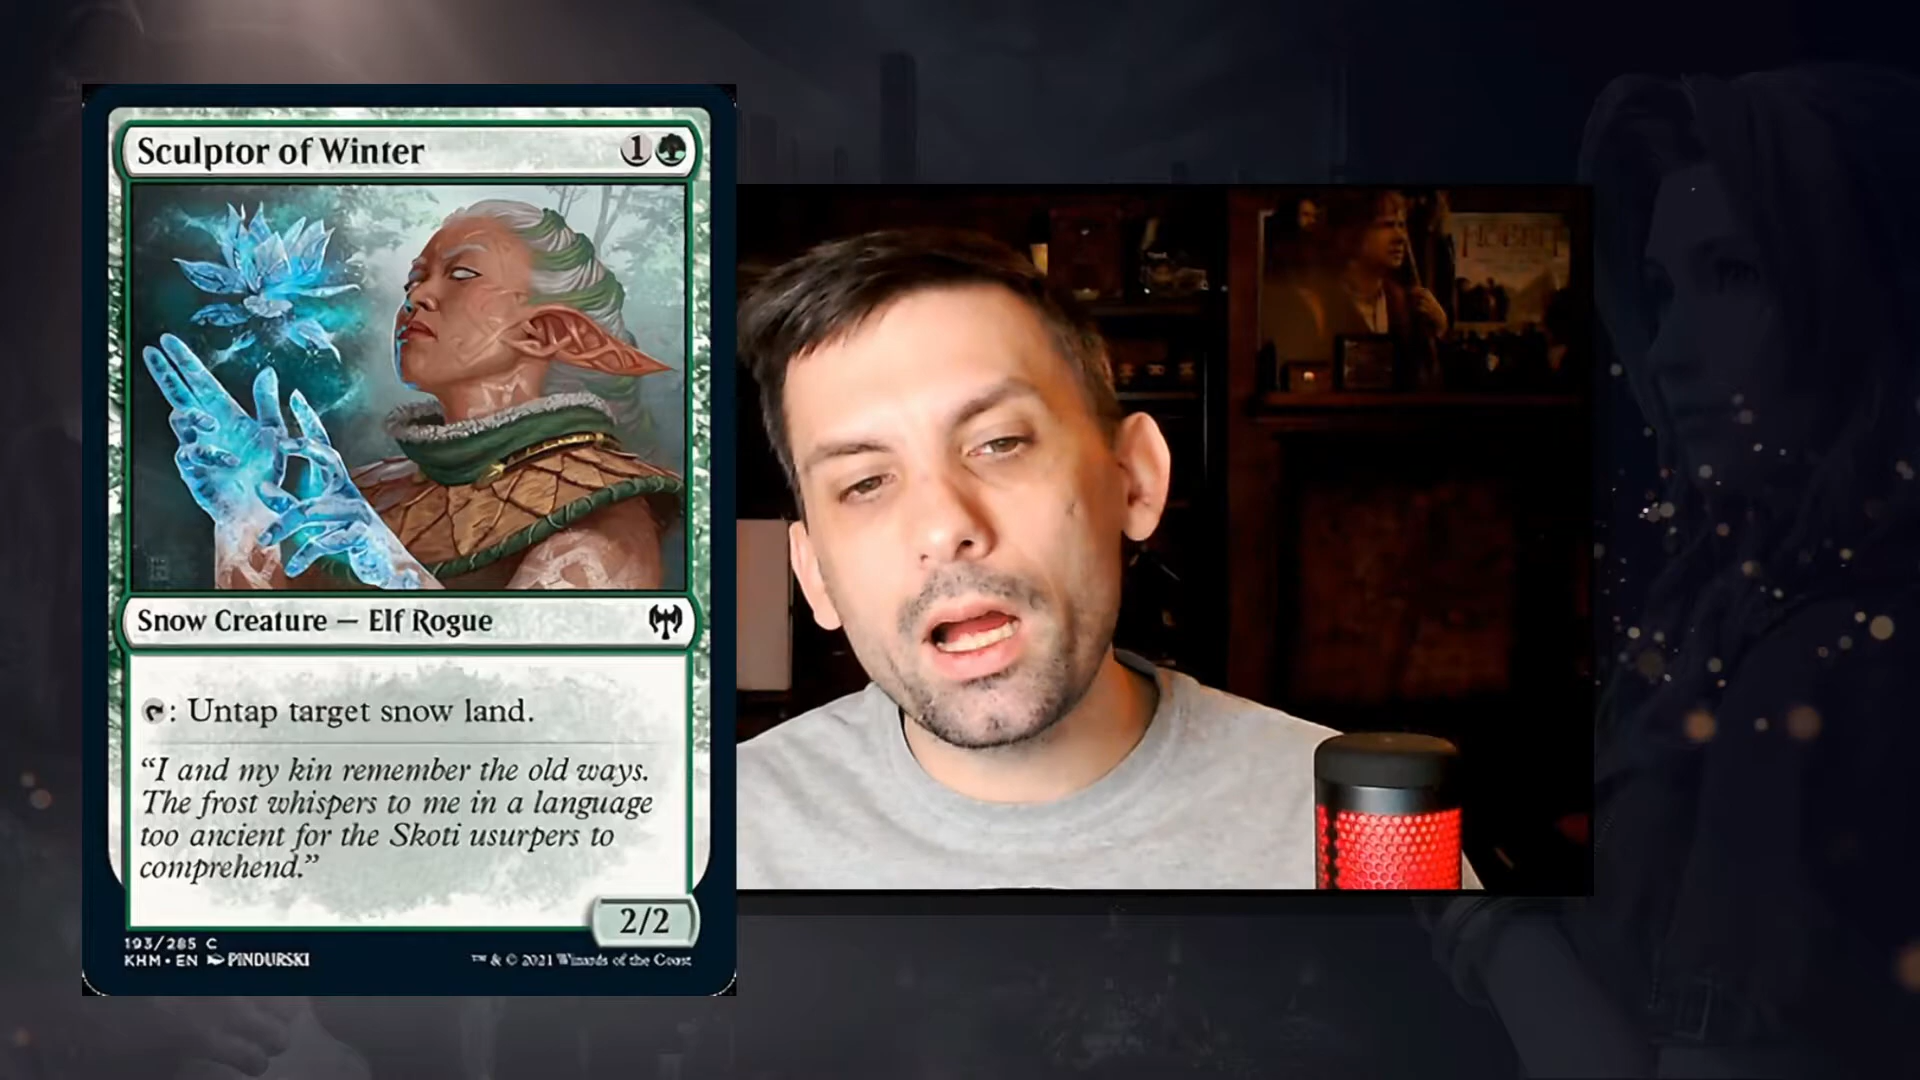 Sculptor of Winter 1
Snow Creature — Elf Rogue
: Untap target snow land.
“I and my kin remember the old ways.
The frost whispers to me in a language
too ancient for the Skoti usurpers to
comprehend.”
2/2
193/285 C
KHM • EN PINDURSKI
™ & © 2021 Wizards of the Coast
HOBBIT